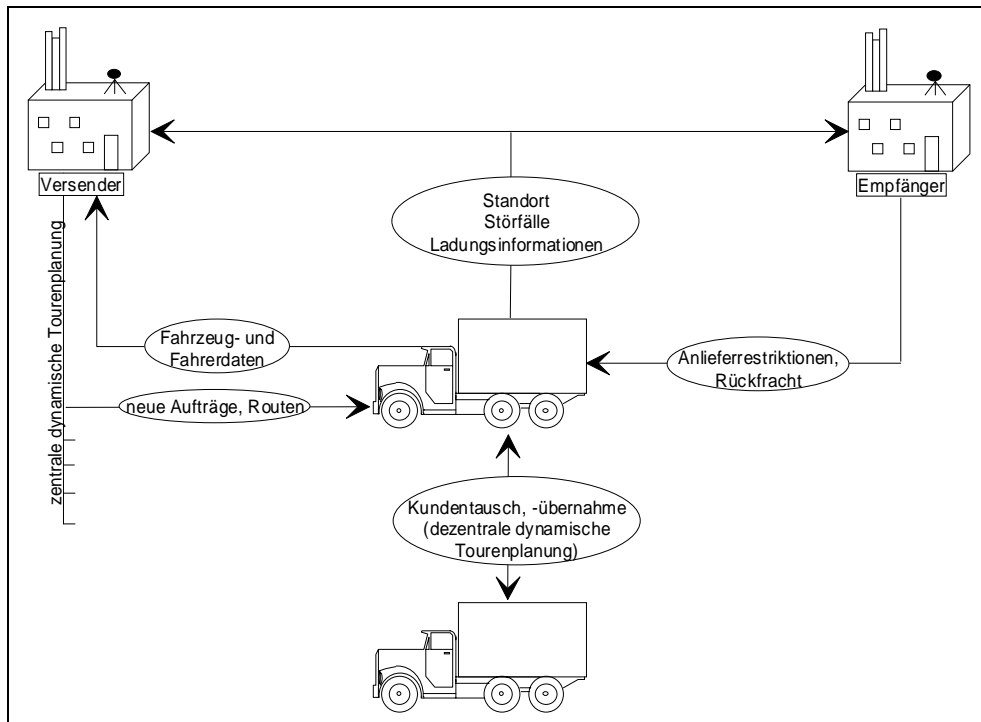 Versender
Empfänger
zentrale dynamische Tourenplanung
Standort
Störfälle
Ladungsinformationen
Fahrzeug- und
Fahrerdaten
Anlieferrestriktionen,
Rückfracht
neue Aufträge, Routen
Kundentausch, -übernahme
(dezentrale dynamische
Tourenplanung)